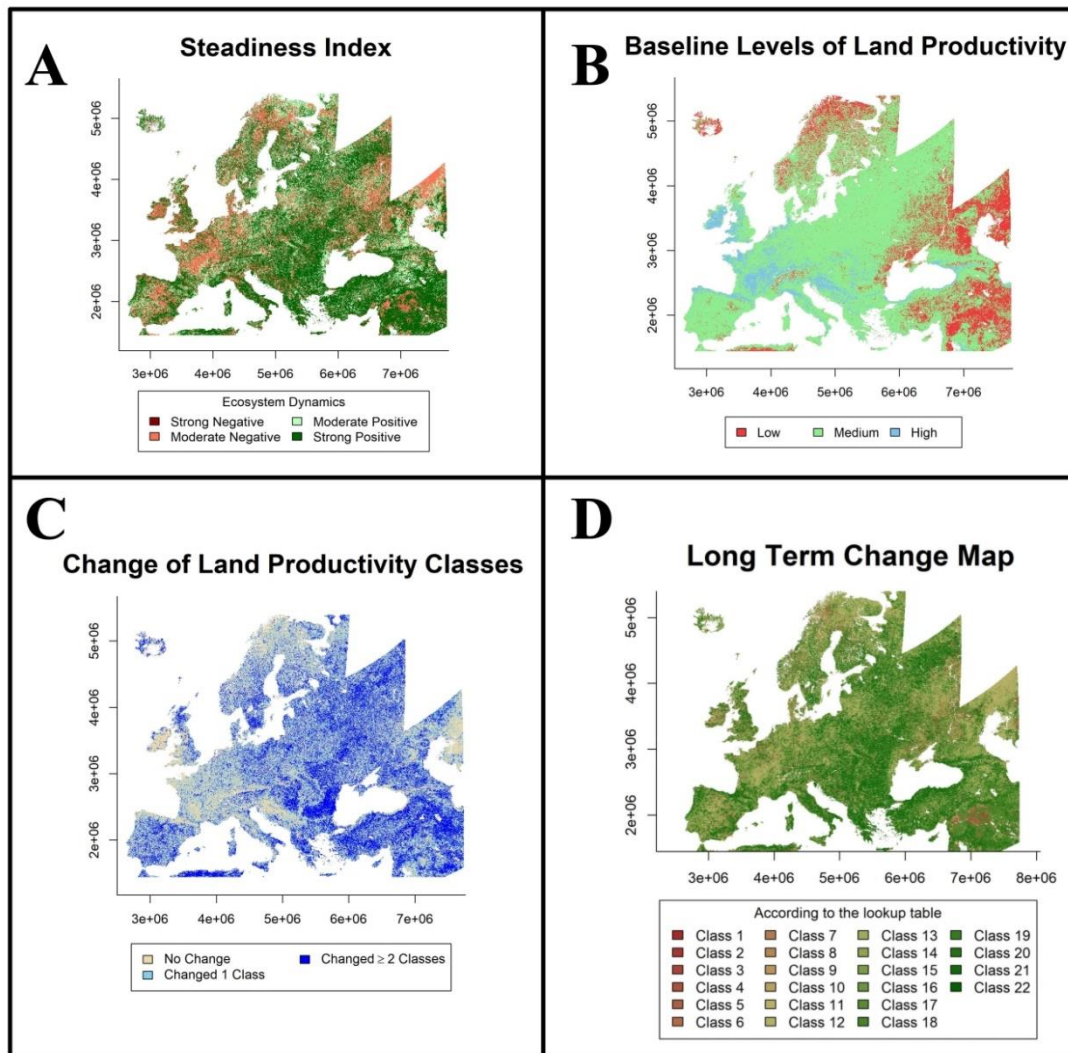 A
Steadiness Index
5e+06
4e+06
3e+06
2e+06
3e+06 4e+06 5e+06 6e+06 7e+06
Ecosystem Dynamics
Strong Negative Moderate Positive
Moderate Negative Strong Positive
B
Baseline Levels of Land Productivity
5e+06
4e+06
3e+06
2e+06
3e+06 4e+06 5e+06 6e+06 7e+06
Low Medium High
C
Change of Land Productivity Classes
5e+06
4e+06
3e+06
2e+06
3e+06 4e+06 5e+06 6e+06 7e+06
No Change Changed ≥ 2 Classes
Changed 1 Class
D
Long Term Change Map
5e+06
4e+06
3e+06
2e+06
3e+06 4e+06 5e+06 6e+06 7e+06 8e+06
According to the lookup table
Class 1 Class 7 Class 13 Class 19
Class 2 Class 8 Class 14 Class 20
Class 3 Class 9 Class 15 Class 21
Class 4 Class 10 Class 16 Class 22
Class 5 Class 11 Class 17
Class 6 Class 12 Class 18